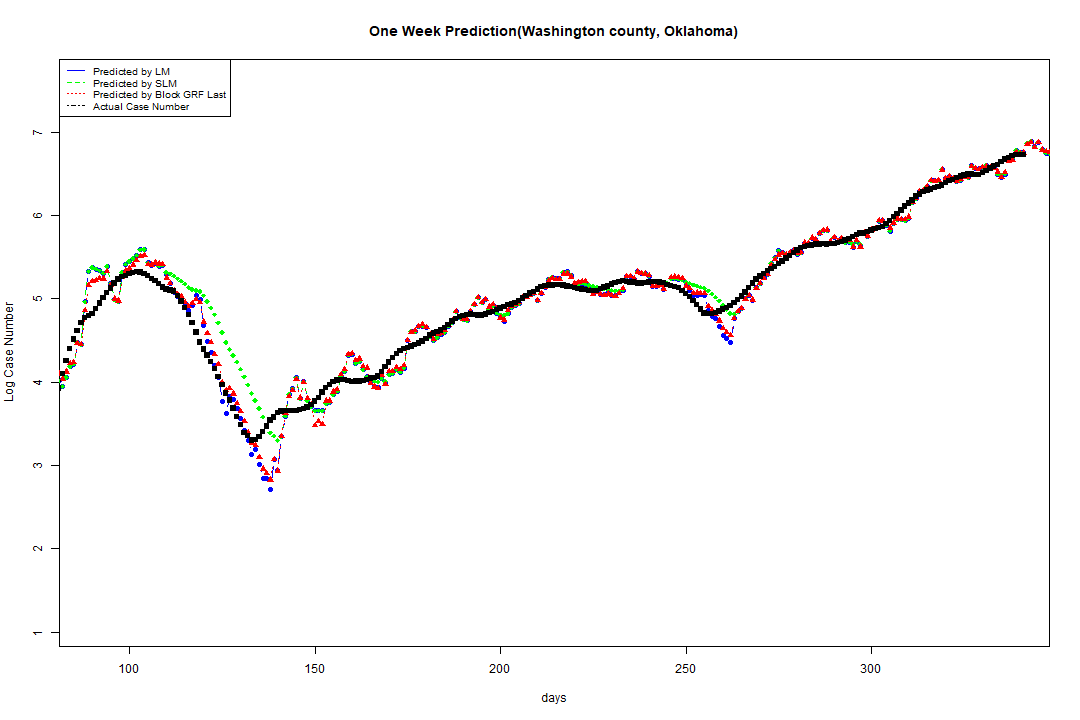 One Week Prediction(Washington county, Oklahoma)
Predicted by LM
Predicted by SLM
Predicted by Block GRF Last
Actual Case Number
Log Case Number
7
6
5
4
3
2
1
100 150 200 250 300
days